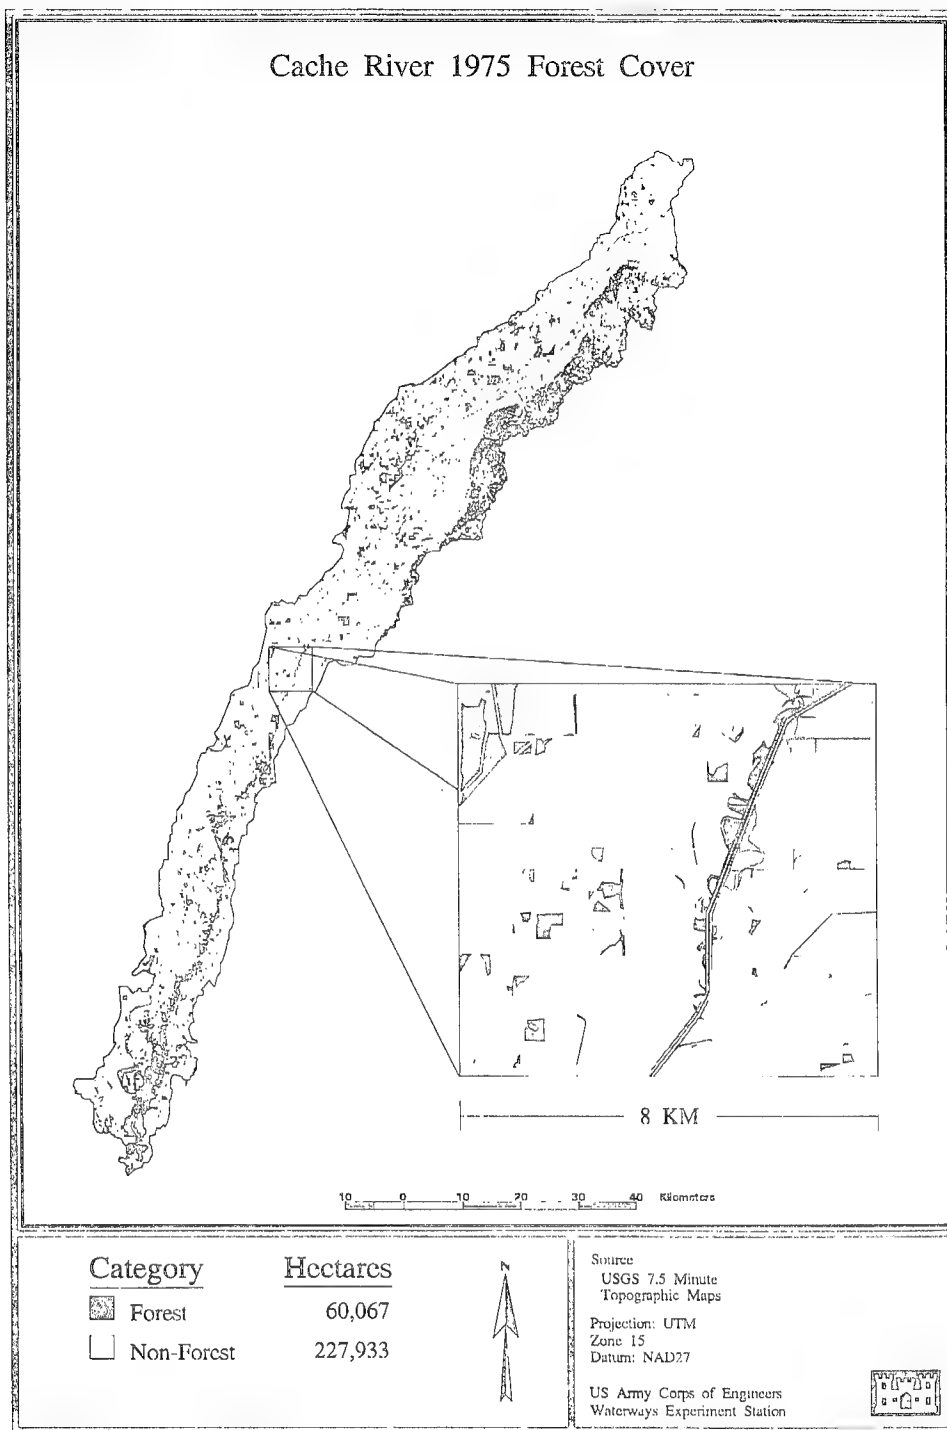 Cache River 1975 Forest Cover
8 KM
10 0 10 20 30 40 Kilometers
Category Hectares
Forest 60,067
Non-Forest 227,933
N
Source
USGS 7.5 Minute
Topographic Maps
Projection: UTM
Zone 15
Datum: NAD27
US Army Corps of Engineers
Waterways Experiment Station